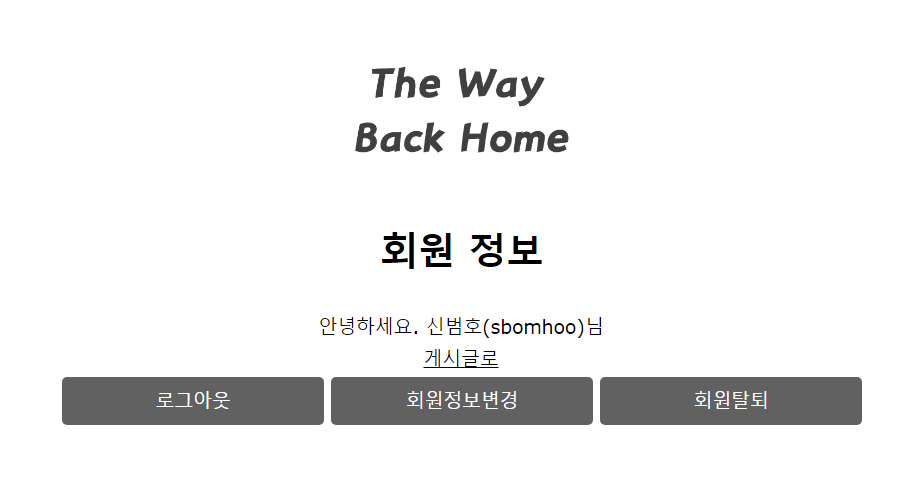 The Way
Back Home
회원 정보
안녕하세요. 신범호(sbomhoo)님
게시글로
로그아웃 회원정보변경 회원탈퇴